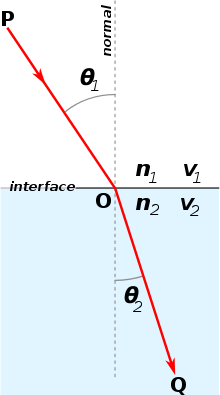 P
normal
θ1
n1 v1
interface
O
n2 v2
θ2
Q